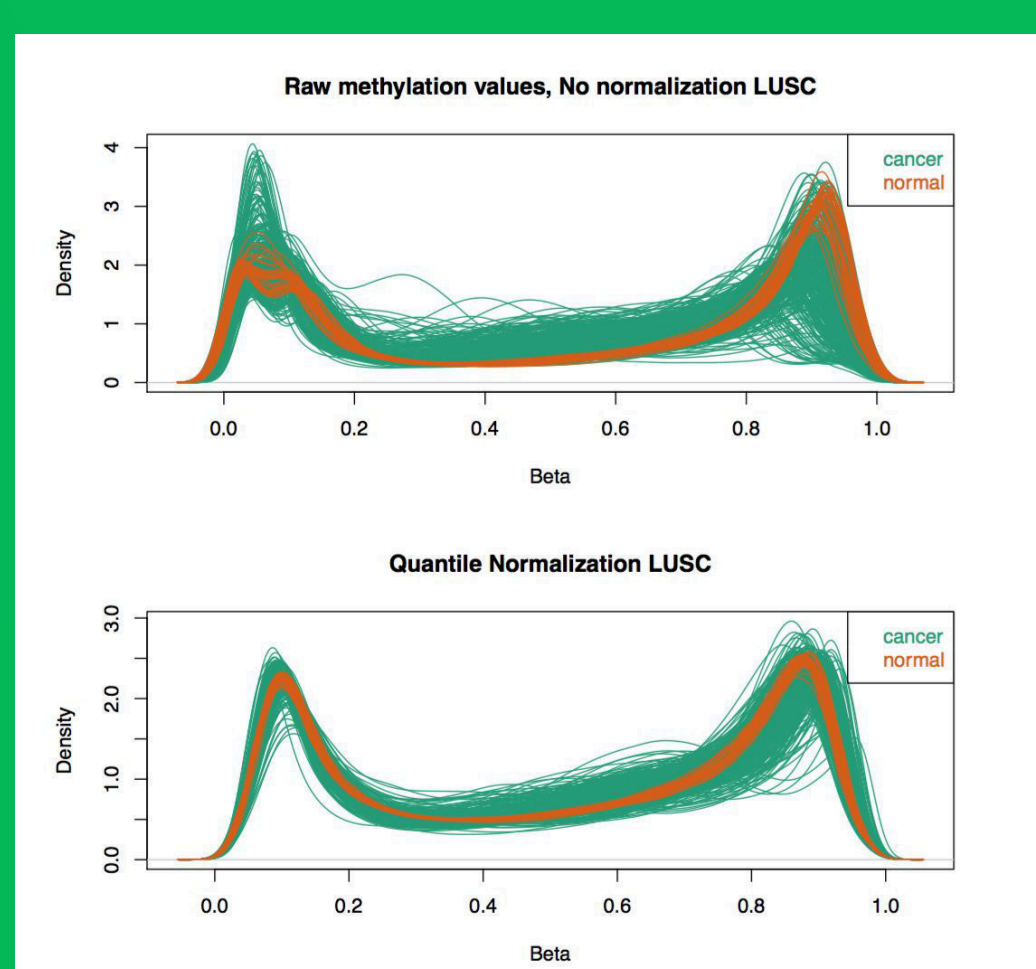 Raw methylation values, No normalization LUSC
cancer
normal
Density
0
1
2
3
4
0.0 0.2 0.4 0.6 0.8 1.0
Beta
Quantile Normalization LUSC
cancer
normal
Density
0.0
1.0
2.0
3.0
0.0 0.2 0.4 0.6 0.8 1.0
Beta